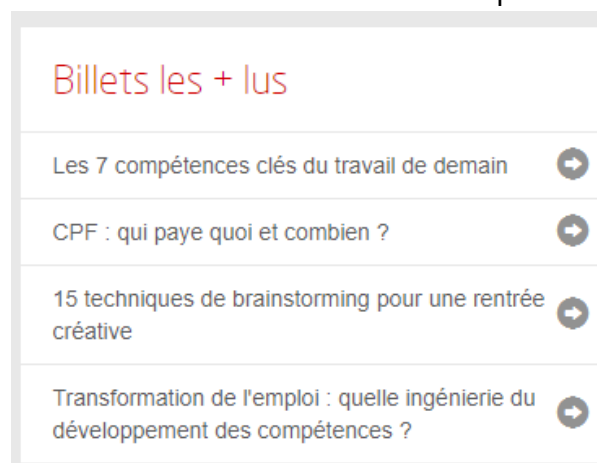 Billets les + lus
Les 7 compétences clés du travail de demain
CPF : qui paye quoi et combien ?
15 techniques de brainstorming pour une rentrée
créative
Transformation de l'emploi : quelle ingénierie du
développement des compétences ?